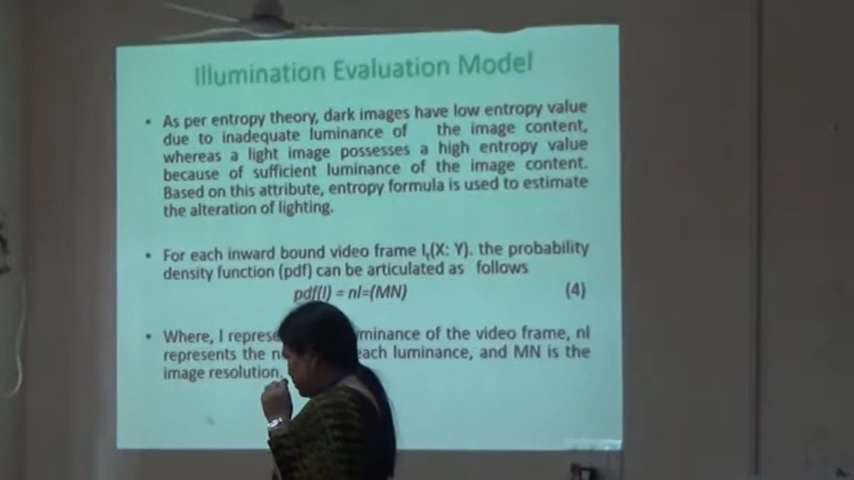 Illumination Evaluation Model
• As per entropy theory, dark images have low entropy value
due to inadequate luminance of the image content,
whereas a light image possesses a high entropy value
because of sufficient luminance of the image content.
Based on this attribute, entropy formula is used to estimate
the alteration of lighting.
• For each inward bound video frame It(X: Y). the probability
density function (pdf) can be articulated as follows
pdf(l) = nl=(MN) (4)
• Where, l of the video frame, nl
represents the each luminance, and MN is the
image resolution.